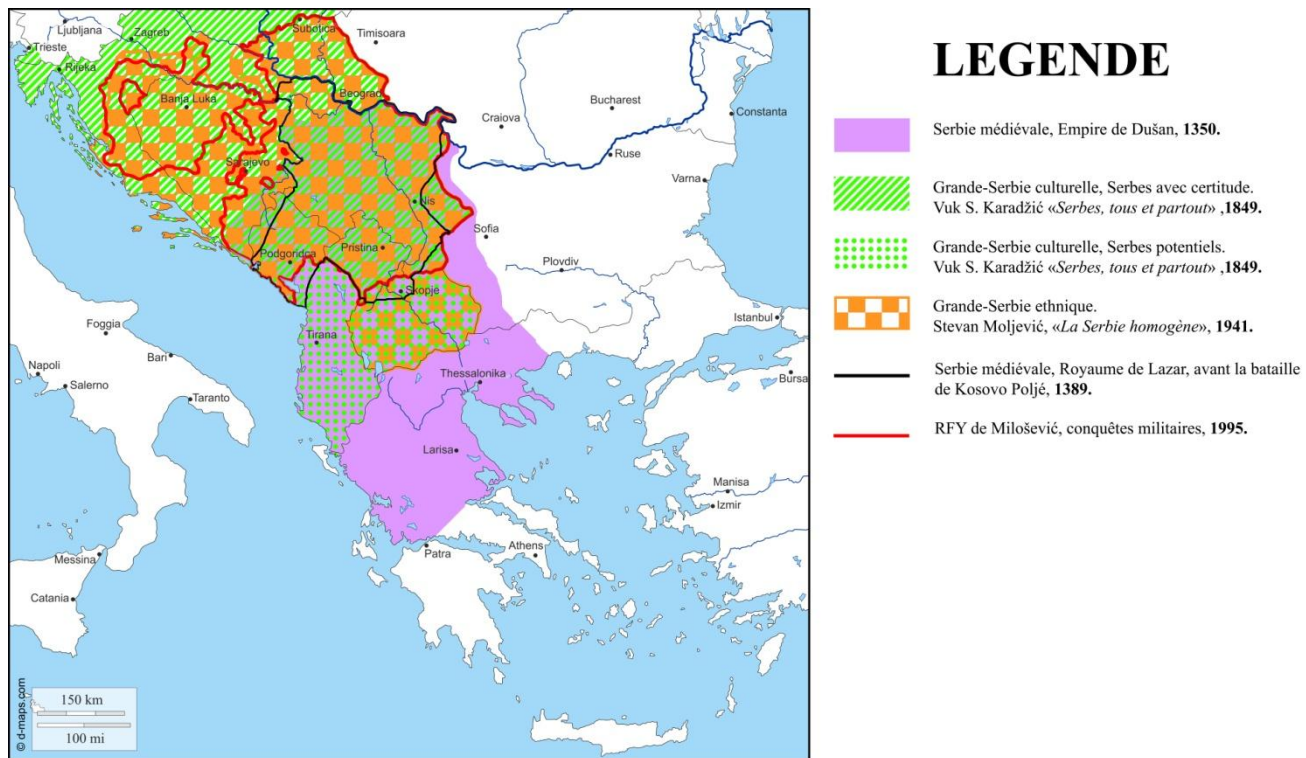 Ljubljana
Zagreb
Trieste
Rijeka
Subotica
Timisoara
Banja Luka
Beograd
Bucharest
Constanta
Craiova
Ruse
Sarajevo
Varna
Nis
Sofia
Pristina
Podgoridca
Plovdiv
Skopje
Istanbul
Foggia
Tirana
Bari
Napoli
Salerno
Thessalonika
Bursa
Taranto
Larisa
Manisa
Izmir
Messina
Patra
Athens
Catania
150 km
100 mi
© d-maps.com
LEGENDE
Serbie médiévale, Empire de Dušan, 1350.
Grande-Serbie culturelle, Serbes avec certitude.
Vuk S. Karadžić «Serbes, tous et partout» ,1849.
Grande-Serbie culturelle, Serbes potentiels.
Vuk S. Karadžić «Serbes, tous et partout» ,1849.
Grande-Serbie ethnique.
Stevan Moljević, «La Serbie homogène», 1941.
Serbie médiévale, Royaume de Lazar, avant la bataille
de Kosovo Poljé, 1389.
RFY de Milošević, conquêtes militaires, 1995.